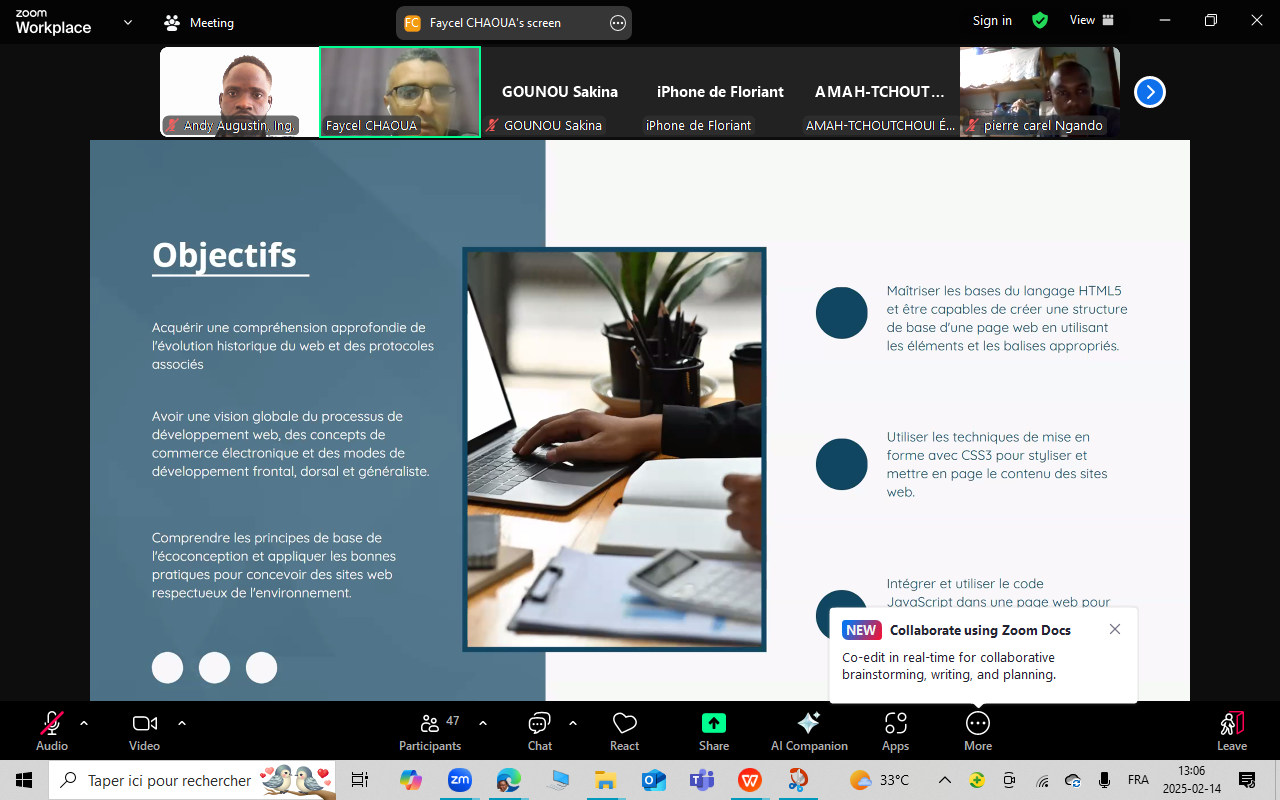 zoom
Workplace
Meeting
FC Faycel CHAOUA's screen
Sign in
View
Andy Augustin, Ing.
Faycel CHAOUA
GOUNOU Sakina
GOUNOU Sakina
iPhone de Floriant
iPhone de Floriant
AMAH-TCHOUT...
AMAH-TCHOUTCHOUI É...
pierre carel Ngando
Objectifs
Acquérir une compréhension approfondie de
l'évolution historique du web et des protocoles
associés
Avoir une vision globale du processus de
développement web, des concepts de
commerce électronique et des modes de
développement frontal, dorsal et généraliste.
Comprendre les principes de base de
l'écoconception et appliquer les bonnes
pratiques pour concevoir des sites web
respectueux de l'environnement.
Maîtriser les bases du langage HTML5
et être capables de créer une structure
de base d'une page web en utilisant
les éléments et les balises appropriés.
Utiliser les techniques de mise en
forme avec CSS3 pour styliser et
mettre en page le contenu des sites
web.
Intégrer et utiliser le code
JavaScript dans une page web pour
NEW Collaborate using Zoom Docs
Co-edit in real-time for collaborative
brainstorming, writing, and planning.
Audio
Video
Participants
47
Chat
React
Share
AI Companion
Apps
More
Leave
Taper ici pour rechercher
zm
33°C
FRA
13:06
2025-02-14